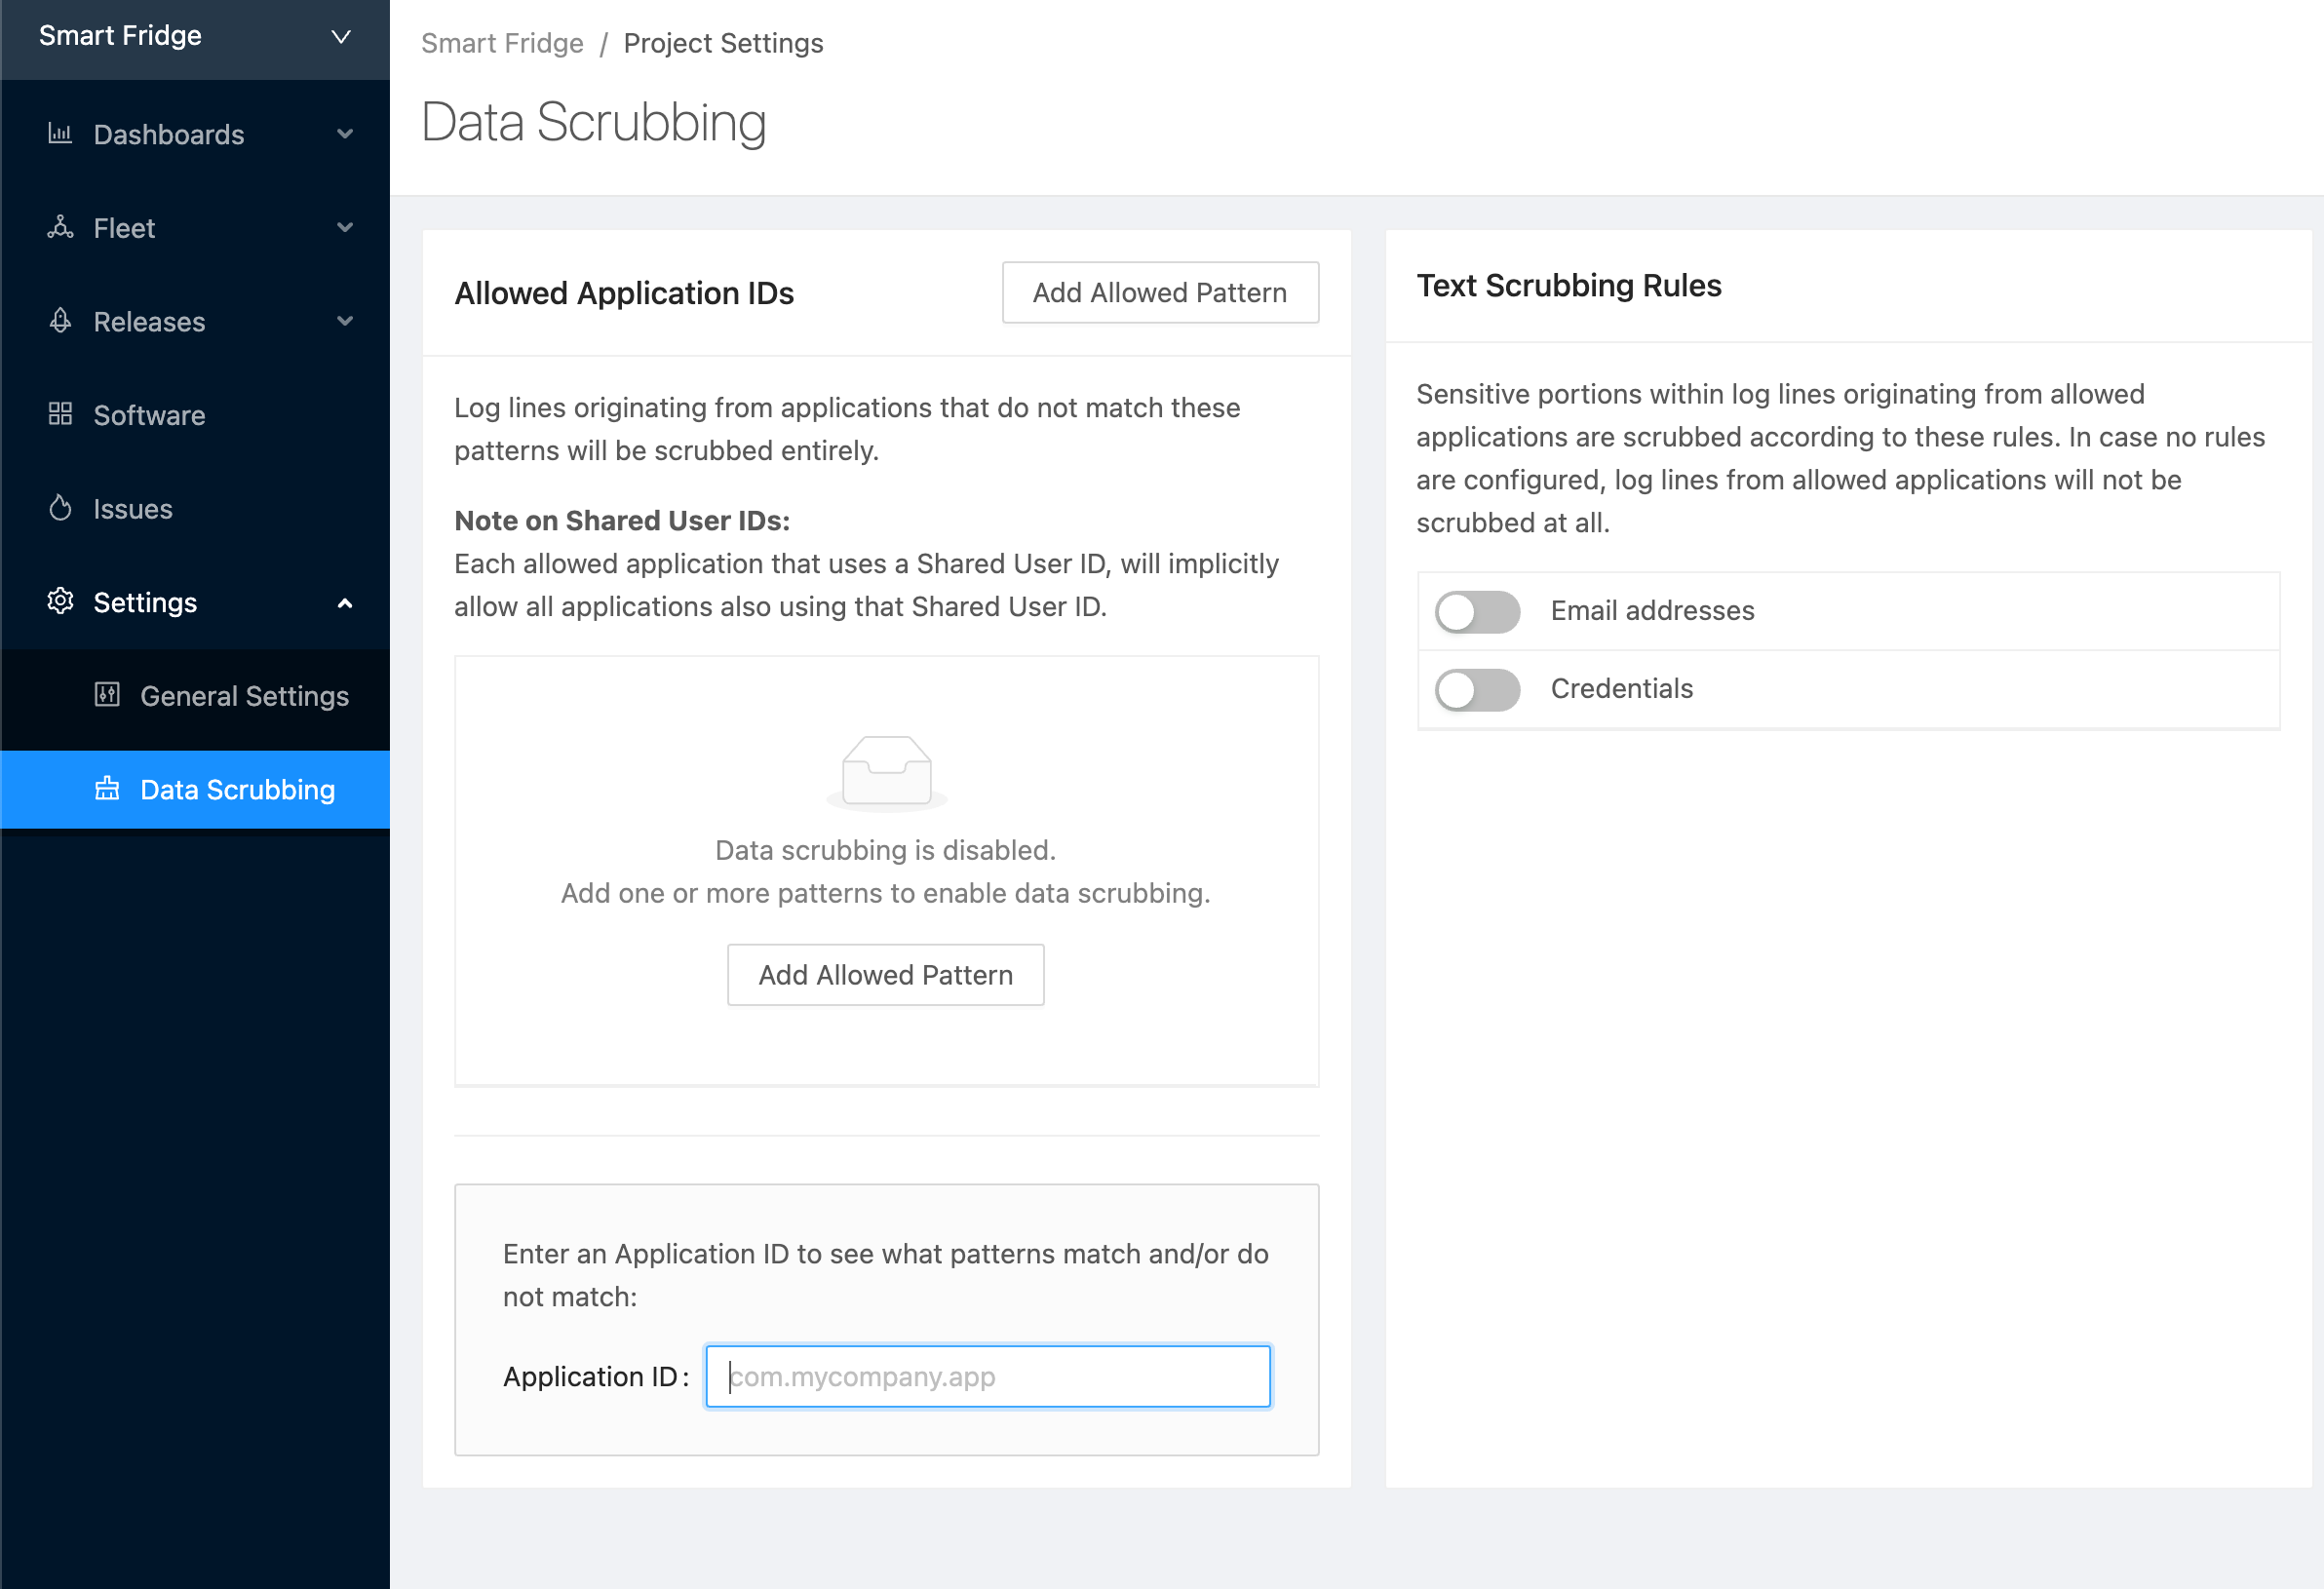 Smart Fridge
Dashboards
Fleet
Releases
Software
Issues
Settings
General Settings
Data Scrubbing
Smart Fridge / Project Settings
Data Scrubbing
Allowed Application IDs
Add Allowed Pattern
Log lines originating from applications that do not match these
patterns will be scrubbed entirely.
Note on Shared User IDs:
Each allowed application that uses a Shared User ID, will implicitly
allow all applications also using that Shared User ID.
Data scrubbing is disabled.
Add one or more patterns to enable data scrubbing.
Add Allowed Pattern
Enter an Application ID to see what patterns match and/or do
not match:
Application ID: com.mycompany.app
Text Scrubbing Rules
Sensitive portions within log lines originating from allowed
applications are scrubbed according to these rules. In case no rules
are configured, log lines from allowed applications will not be
scrubbed at all.
Email addresses
Credentials